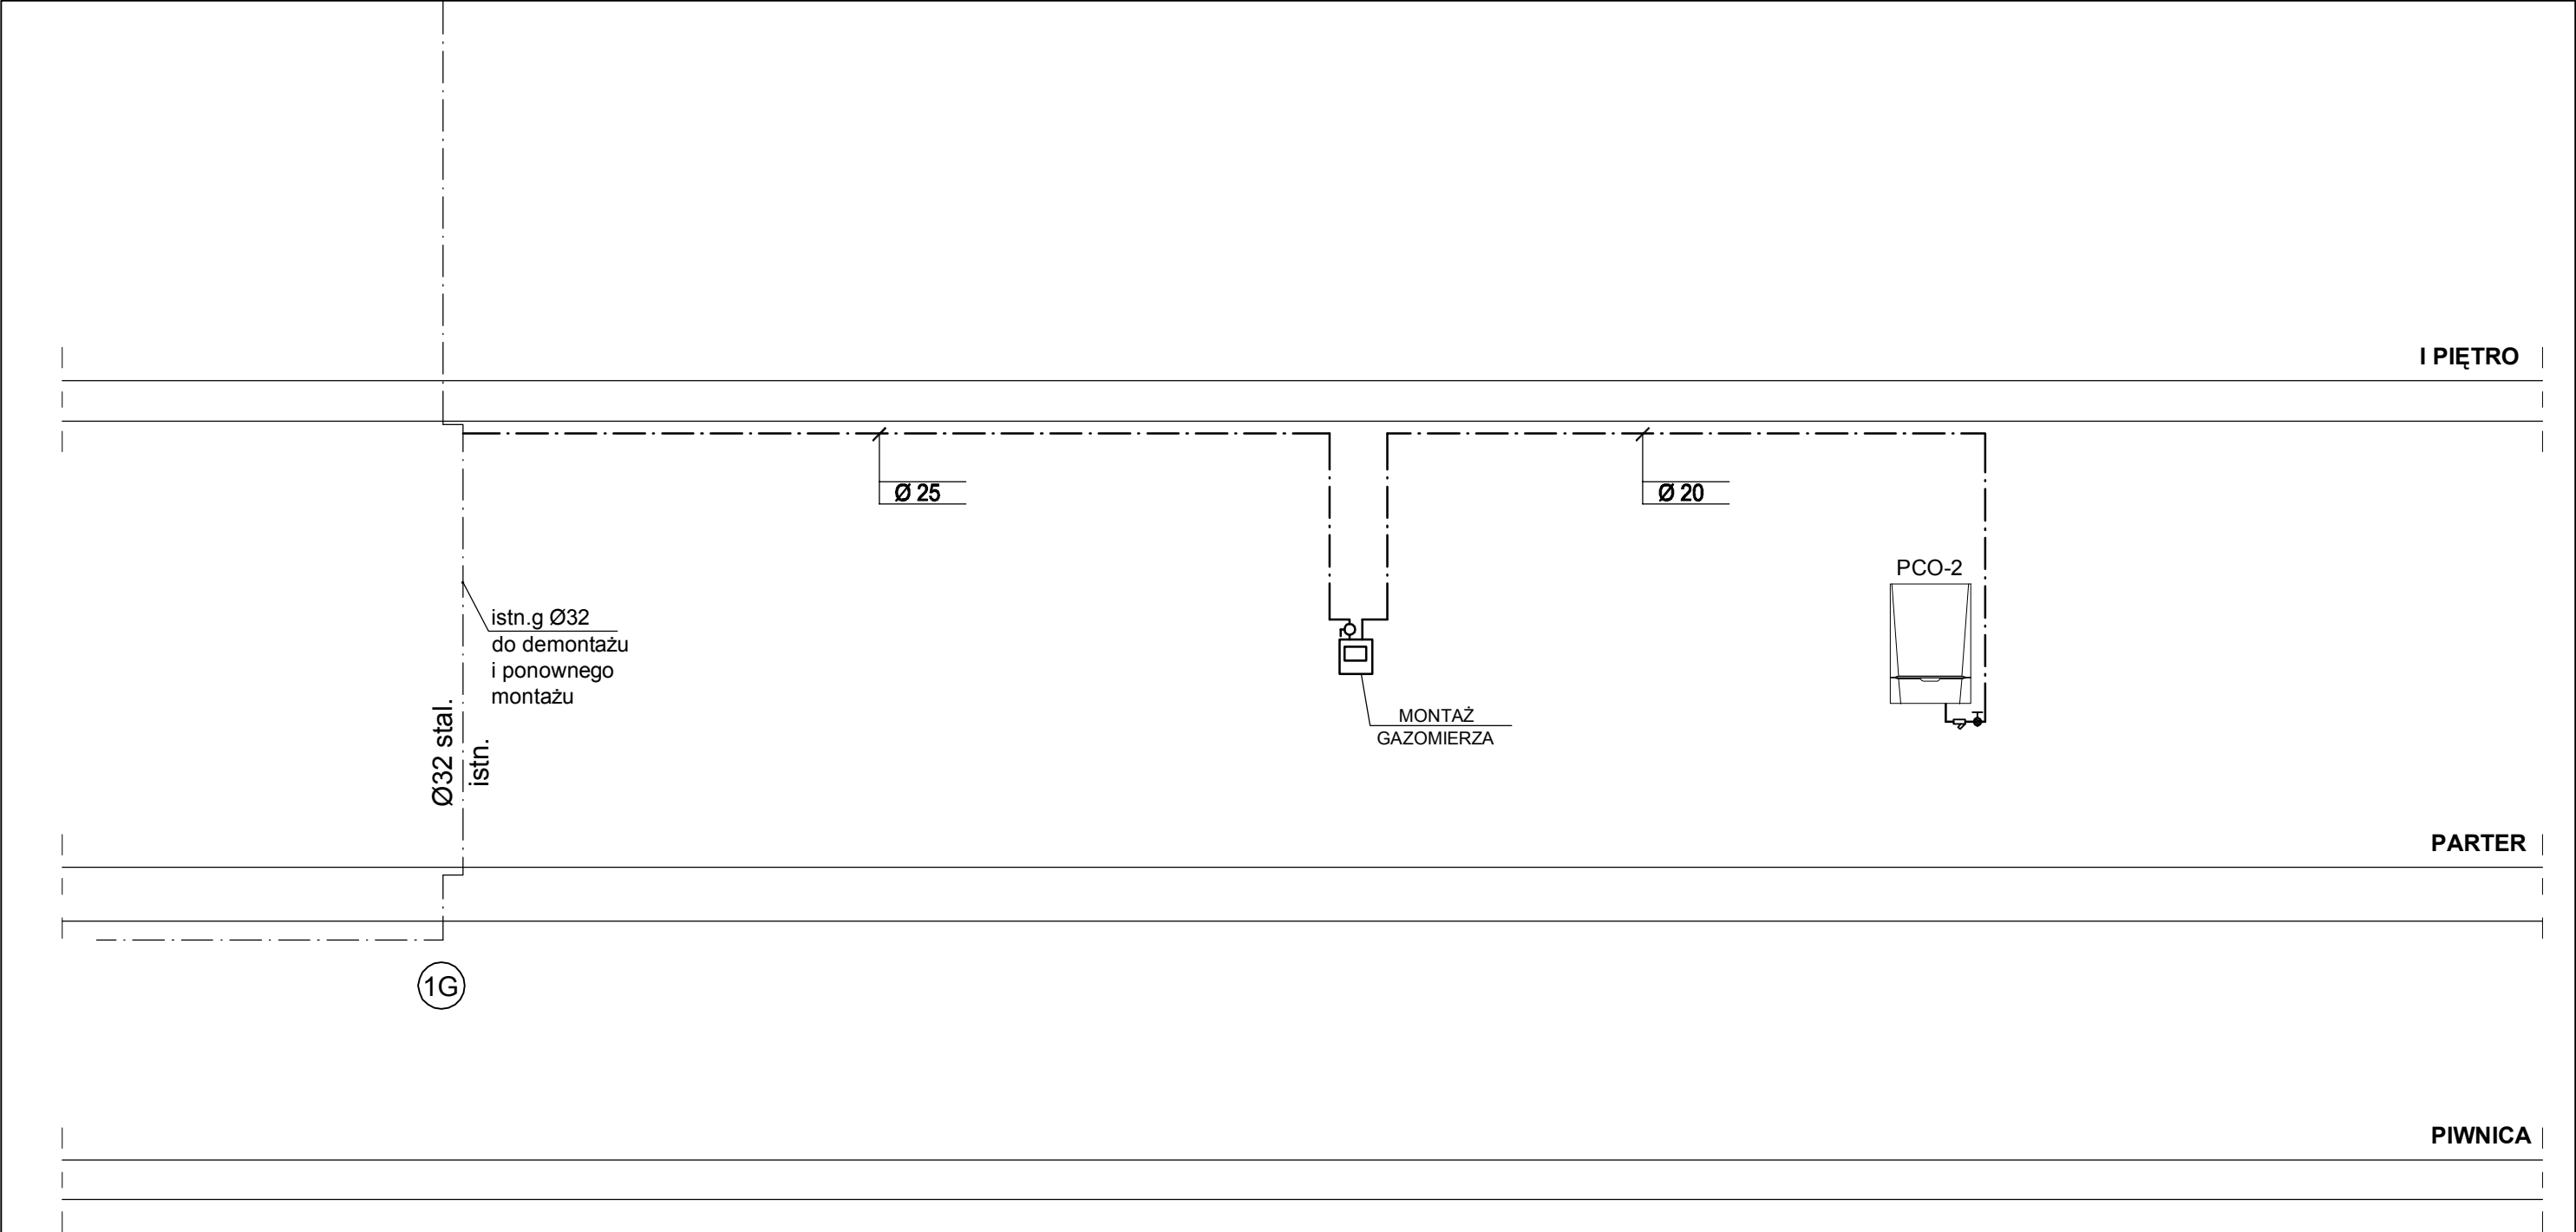 I PIĘTRO
Ø 25
Ø 20
PCO-2
istn.g Ø32
do demontażu
i ponownego
montażu
Ø32 stal.
istn.
MONTAŻ
GAZOMIERZA
PARTER
1G
PIWNICA